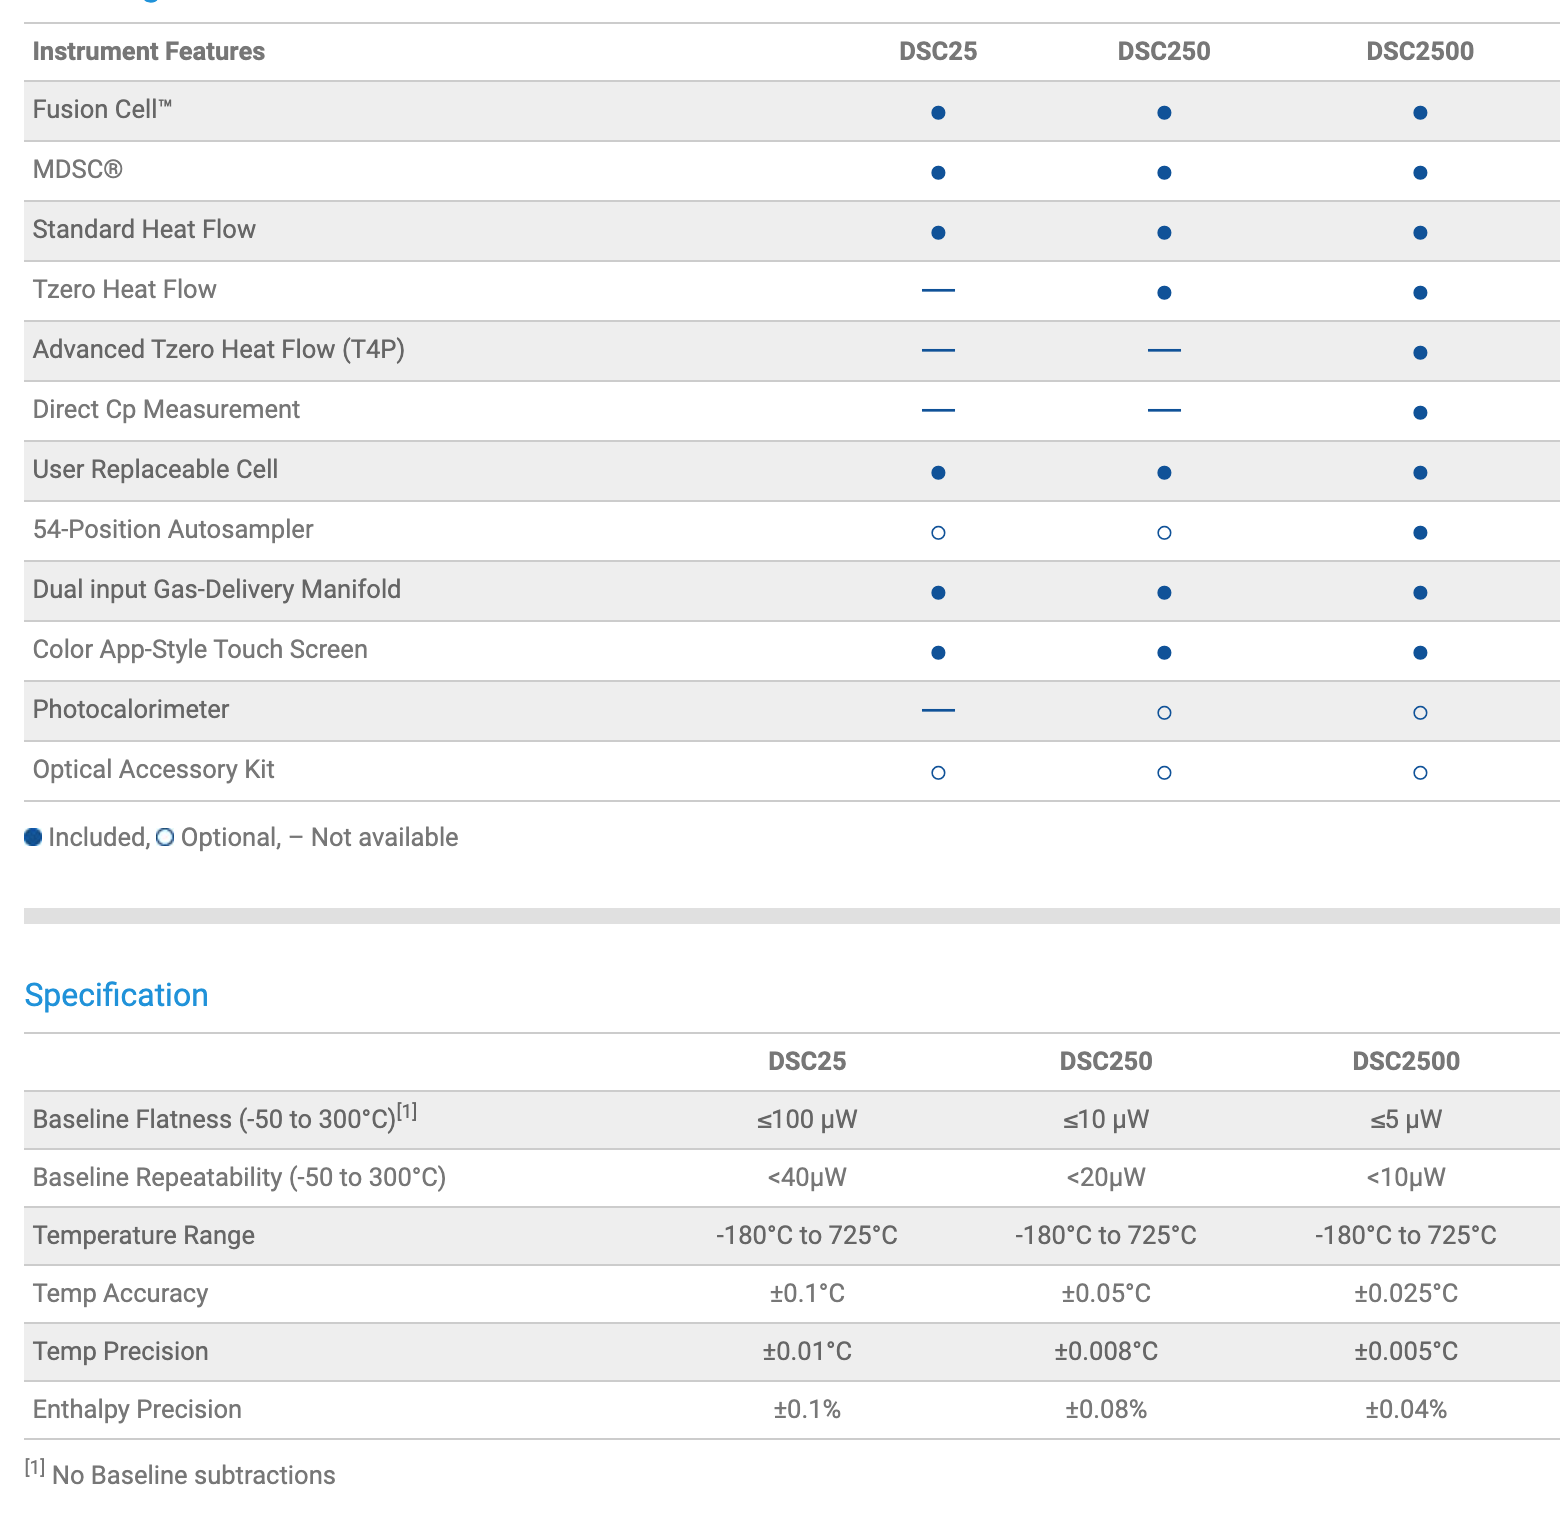 Instrument Features DSC25 DSC250 DSC2500
Fusion Cell™ ● ● ●
MDSC® ● ● ●
Standard Heat Flow ● ● ●
Tzero Heat Flow — ● ●
Advanced Tzero Heat Flow (T4P) — — ●
Direct Cp Measurement — — ●
User Replaceable Cell ● ● ●
54-Position Autosampler ○ ○ ●
Dual input Gas-Delivery Manifold ● ● ●
Color App-Style Touch Screen ● ● ●
Photocalorimeter — ○ ○
Optical Accessory Kit ○ ○ ○
● Included, ○ Optional, – Not available
Specification
DSC25 DSC250 DSC2500
Baseline Flatness (-50 to 300°C)[1] ≤100 µW ≤10 µW ≤5 µW
Baseline Repeatability (-50 to 300°C) <40µW <20µW <10µW
Temperature Range -180°C to 725°C -180°C to 725°C -180°C to 725°C
Temp Accuracy ±0.1°C ±0.05°C ±0.025°C
Temp Precision ±0.01°C ±0.008°C ±0.005°C
Enthalpy Precision ±0.1% ±0.08% ±0.04%
[1] No Baseline subtractions